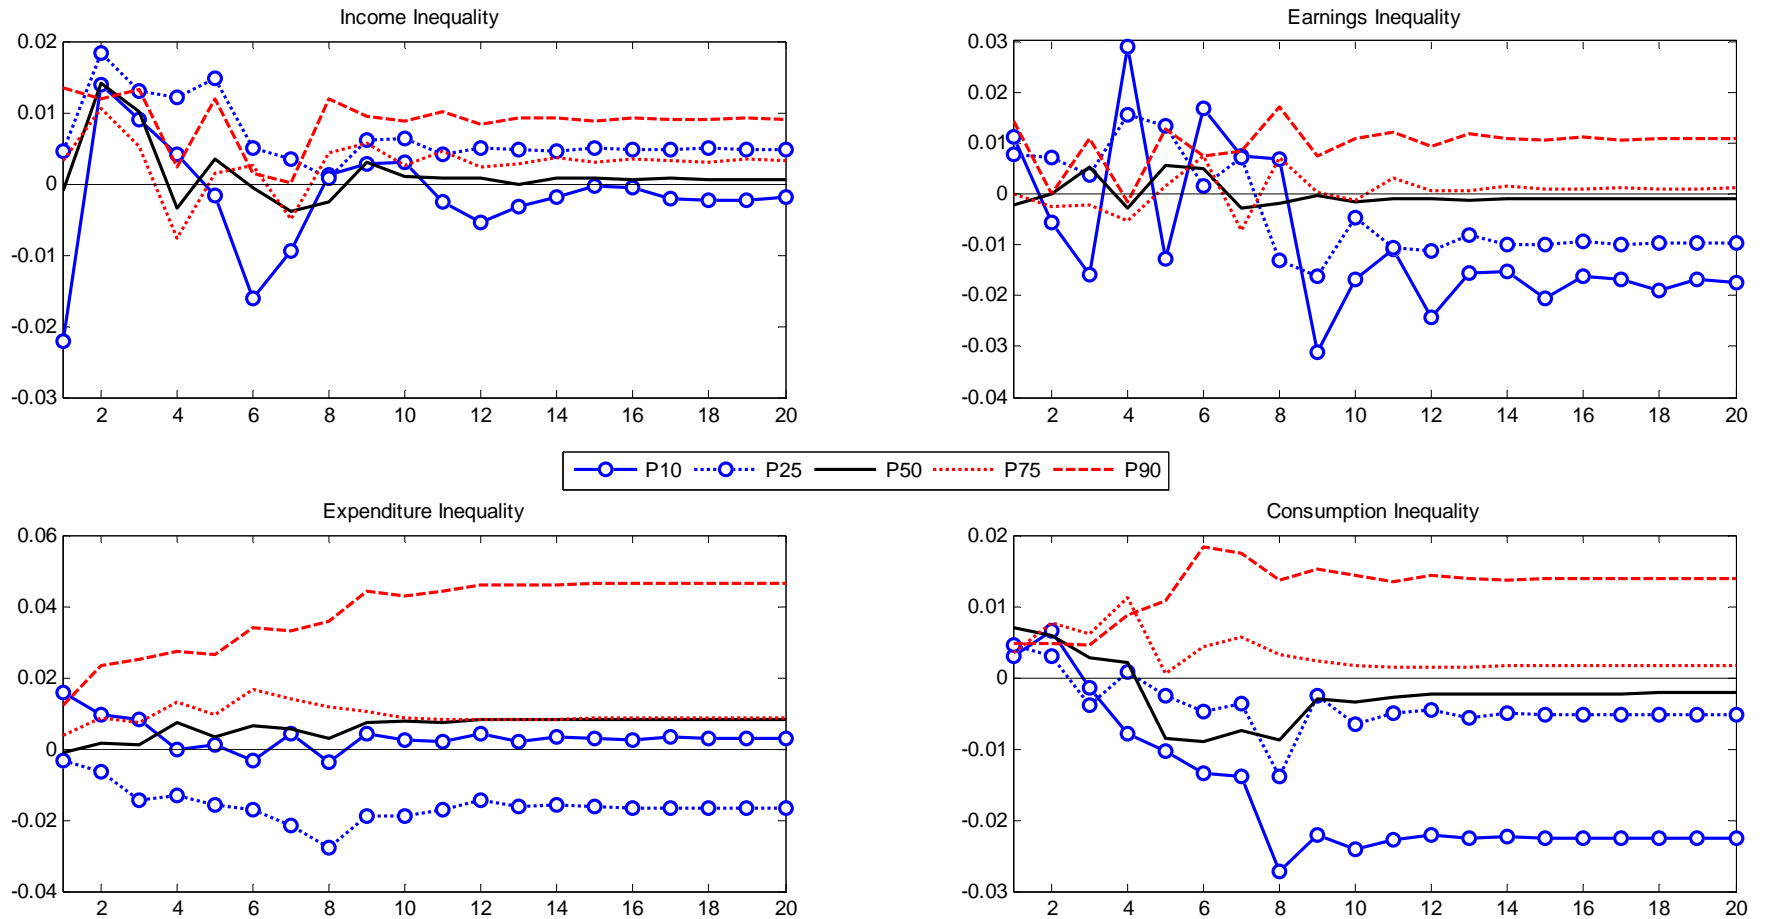 Income Inequality
0.02
0.01
0
-0.01
-0.02
-0.03
2 4 6 8 10 12 14 16 18 20
Earnings Inequality
0.03
0.02
0.01
0
-0.01
-0.02
-0.03
-0.04
2 4 6 8 10 12 14 16 18 20
P10 P25 P50 P75 P90
Expenditure Inequality
0.06
0.04
0.02
0
-0.02
-0.04
2 4 6 8 10 12 14 16 18 20
Consumption Inequality
0.02
0.01
0
-0.01
-0.02
-0.03
2 4 6 8 10 12 14 16 18 20